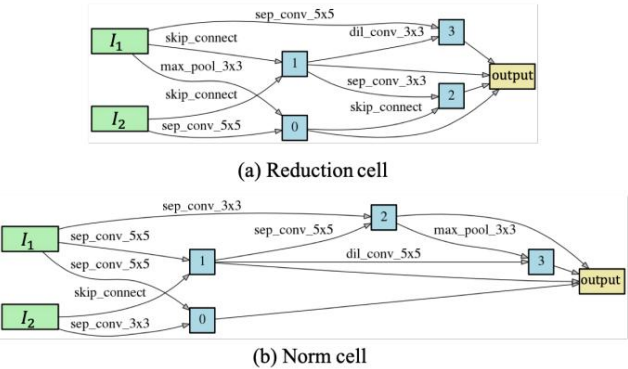 sep_conv_5x5
I₁
skip_connect
dil_conv_3x3
3
max_pool_3x3
1
output
skip_connect
sep_conv_3x3
2
I₂
sep_conv_5x5
skip_connect
0
(a) Reduction cell
sep_conv_3x3
2
I₁
sep_conv_5x5
sep_conv_5x5
max_pool_3x3
sep_conv_5x5
1
dil_conv_5x5
3
output
skip_connect
I₂
sep_conv_3x3
0
(b) Norm cell